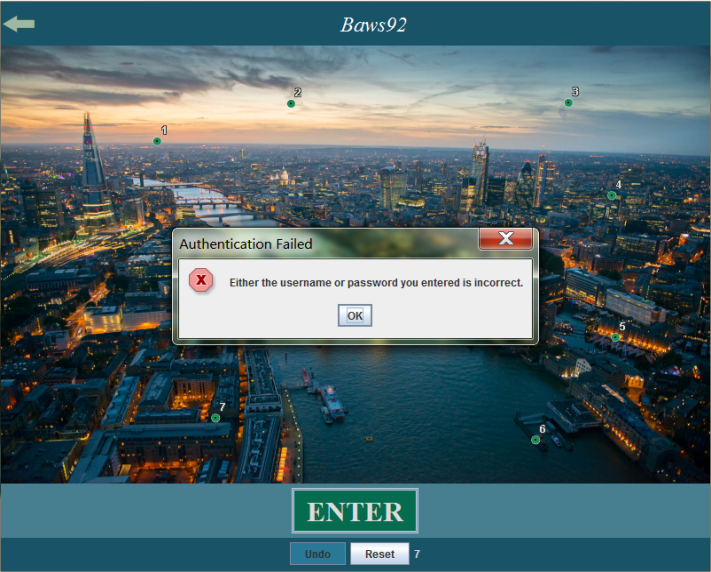 Baws92
1
2
3
4
Authentication Failed
Either the username or password you entered is incorrect.
OK
5
7
6
ENTER
Undo
Reset
7